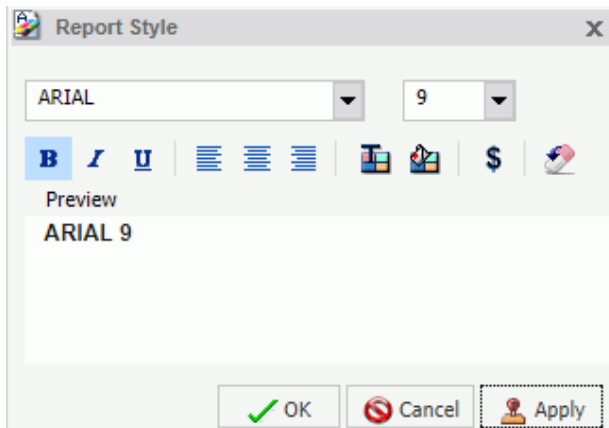 Report Style
ARIAL 9
B I U $
Preview
ARIAL 9
OK Cancel Apply